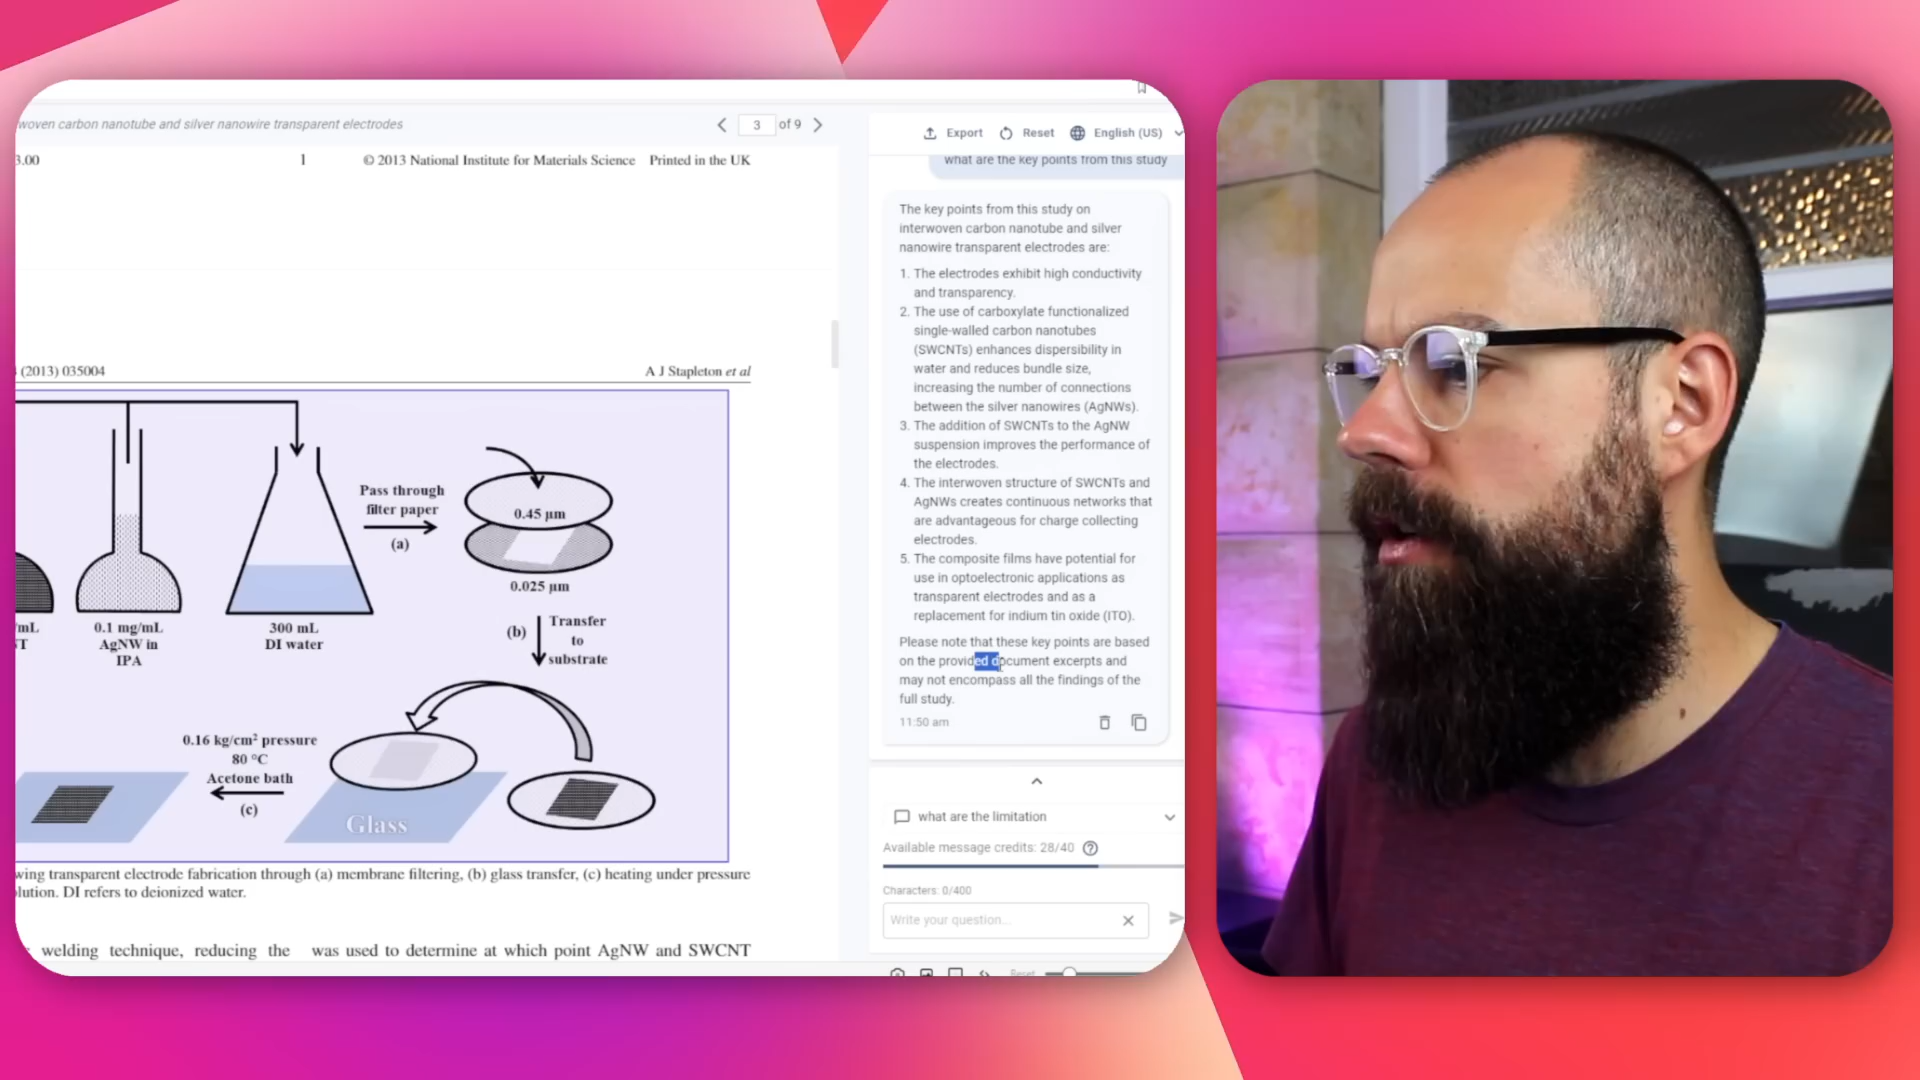 woven carbon nanotube and silver nanowire transparent electrodes
3 of 9
3.00 1 © 2013 National Institute for Materials Science Printed in the UK
(2013) 035004 A J Stapleton et al
Pass through
filter paper
(a)
0.45 µm
0.025 µm
mL
0.1 mg/mL
AgNW in
IPA
300 mL
DI water
(b)
Transfer
to
substrate
0.16 kg/cm² pressure
80 °C
Acetone bath
(c)
Glass
wing transparent electrode fabrication through (a) membrane filtering, (b) glass transfer, (c) heating under pressure
lution. DI refers to deionized water.
welding technique, reducing the
was used to determine at which point AgNW and SWCNT
Export Reset English (US)
what are the key points from this study
The key points from this study on
interwoven carbon nanotube and silver
nanowire transparent electrodes are:
1. The electrodes exhibit high conductivity
and transparency.
2. The use of carboxylate functionalized
single-walled carbon nanotubes
(SWCNTs) enhances dispersibility in
water and reduces bundle size,
increasing the number of connections
between the silver nanowires (AgNWs).
3. The addition of SWCNTs to the AgNW
suspension improves the performance of
the electrodes.
4. The interwoven structure of SWCNTs and
AgNWs creates continuous networks that
are advantageous for charge collecting
electrodes.
5. The composite films have potential for
use in optoelectronic applications as
transparent electrodes and as a
replacement for indium tin oxide (ITO).
Please note that these key points are based
on the provided document excerpts and
may not encompass all the findings of the
full study.
11:50 am
what are the limitation
Available message credits: 28/40
Characters: 0/400
Write your question...
Reset